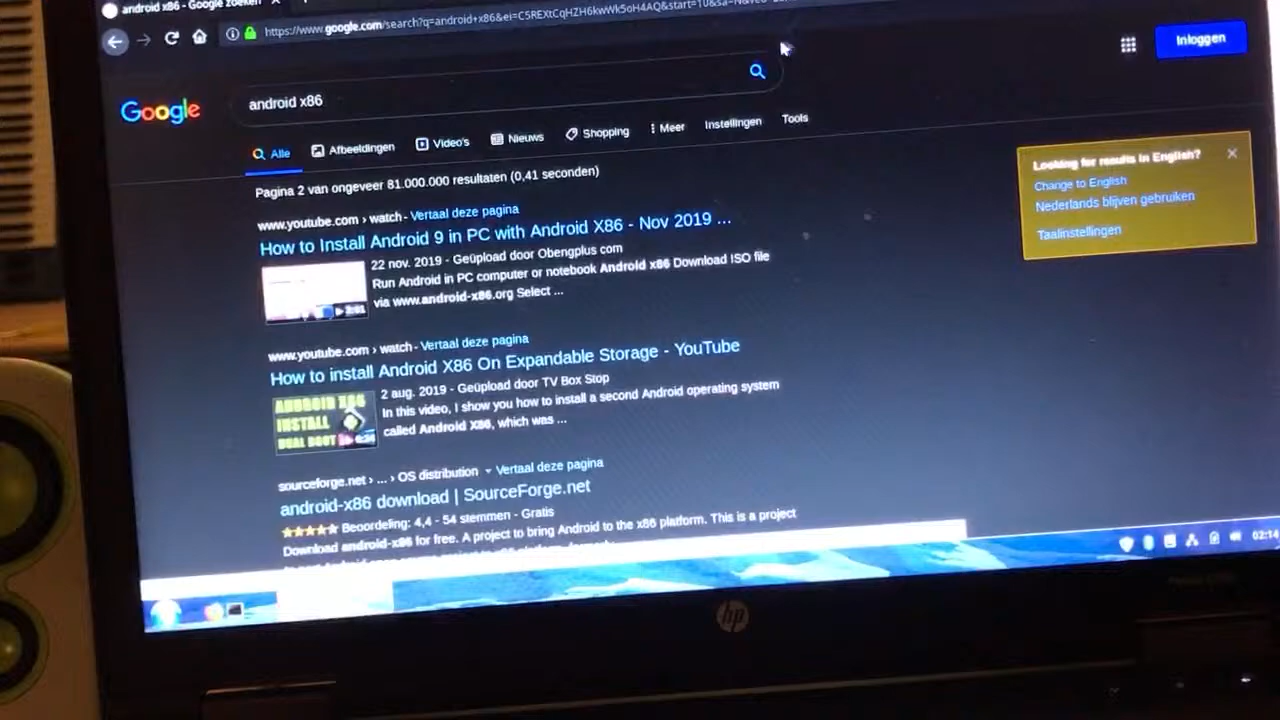 android x86 - Google zoeken
https://www.google.com/search?q=android+x86&ei=C5REXtCqHZH6kwWk5oH4AQ&start=10&sa=N
Inloggen
Google
android x86
Alle
Afbeeldingen
Video's
Nieuws
Shopping
Meer
Instellingen
Tools
Pagina 2 van ongeveer 81.000.000 resultaten (0,41 seconden)
Looking for results in English?
Change to English
Nederlands blijven gebruiken
Taalinstellingen
www.youtube.com › watch - Vertaal deze pagina
How to Install Android 9 in PC with Android X86 - Nov 2019 ...
22 nov. 2019 - Geüpload door Obengplus com
Run Android in PC computer or notebook Android x86 Download ISO file
via www.android-x86.org Select ...
www.youtube.com › watch - Vertaal deze pagina
How to install Android X86 On Expandable Storage - YouTube
2 aug. 2019 - Geüpload door TV Box Stop
In this video, I show you how to install a second Android operating system
called Android X86, which was ...
ANDROID X86
INSTALL
DUAL BOOT
sourceforge.net › ... › OS distribution Vertaal deze pagina
android-x86 download | SourceForge.net
Beoordeling: 4,4 - 54 stemmen - Gratis
Download android-x86 for free. A project to bring Android to the x86 platform. This is a project
02:14
hp